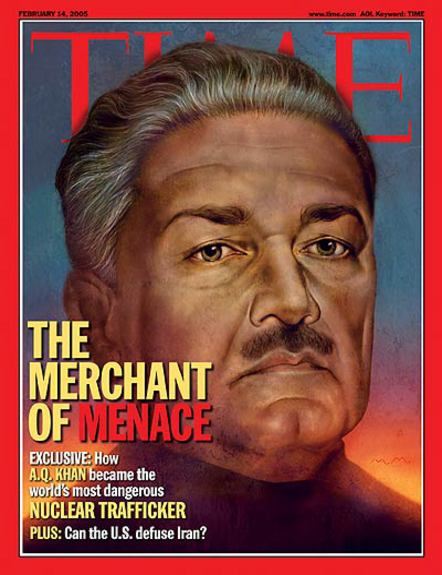 FEBRUARY 14, 2005
www.time.com AOL Keyword: TIME
TIME
THE
MERCHANT
OF MENACE
EXCLUSIVE: How
A.Q. KHAN became the
world's most dangerous
NUCLEAR TRAFFICKER
PLUS: Can the U.S. defuse Iran?